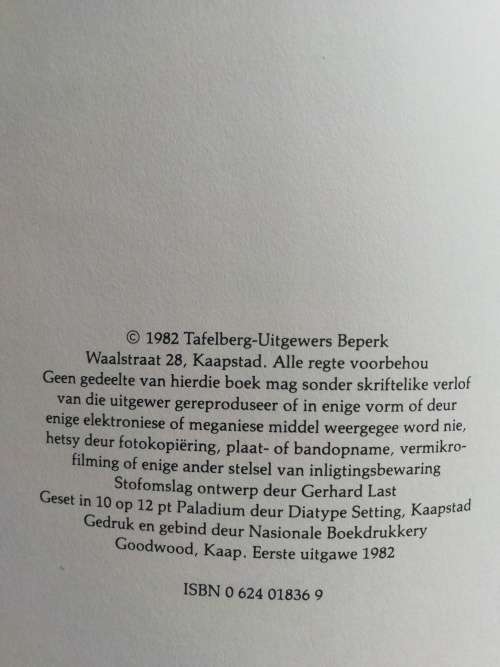 © 1982 Tafelberg-Uitgewers Beperk
Waalstraat 28, Kaapstad. Alle regte voorbehou
Geen gedeelte van hierdie boek mag sonder skriftelike verlof
van die uitgewer gereproduseer of in enige vorm of deur
enige elektroniese of meganiese middel weergegee word nie,
hetsy deur fotokopiëring, plaat- of bandopname, vermikro-
filming of enige ander stelsel van inligtingsbewaring
Stofomslag ontwerp deur Gerhard Last
Geset in 10 op 12 pt Paladium deur Diatype Setting, Kaapstad
Gedruk en gebind deur Nasionale Boekdrukkery
Goodwood, Kaap. Eerste uitgawe 1982
ISBN 0 624 01836 9